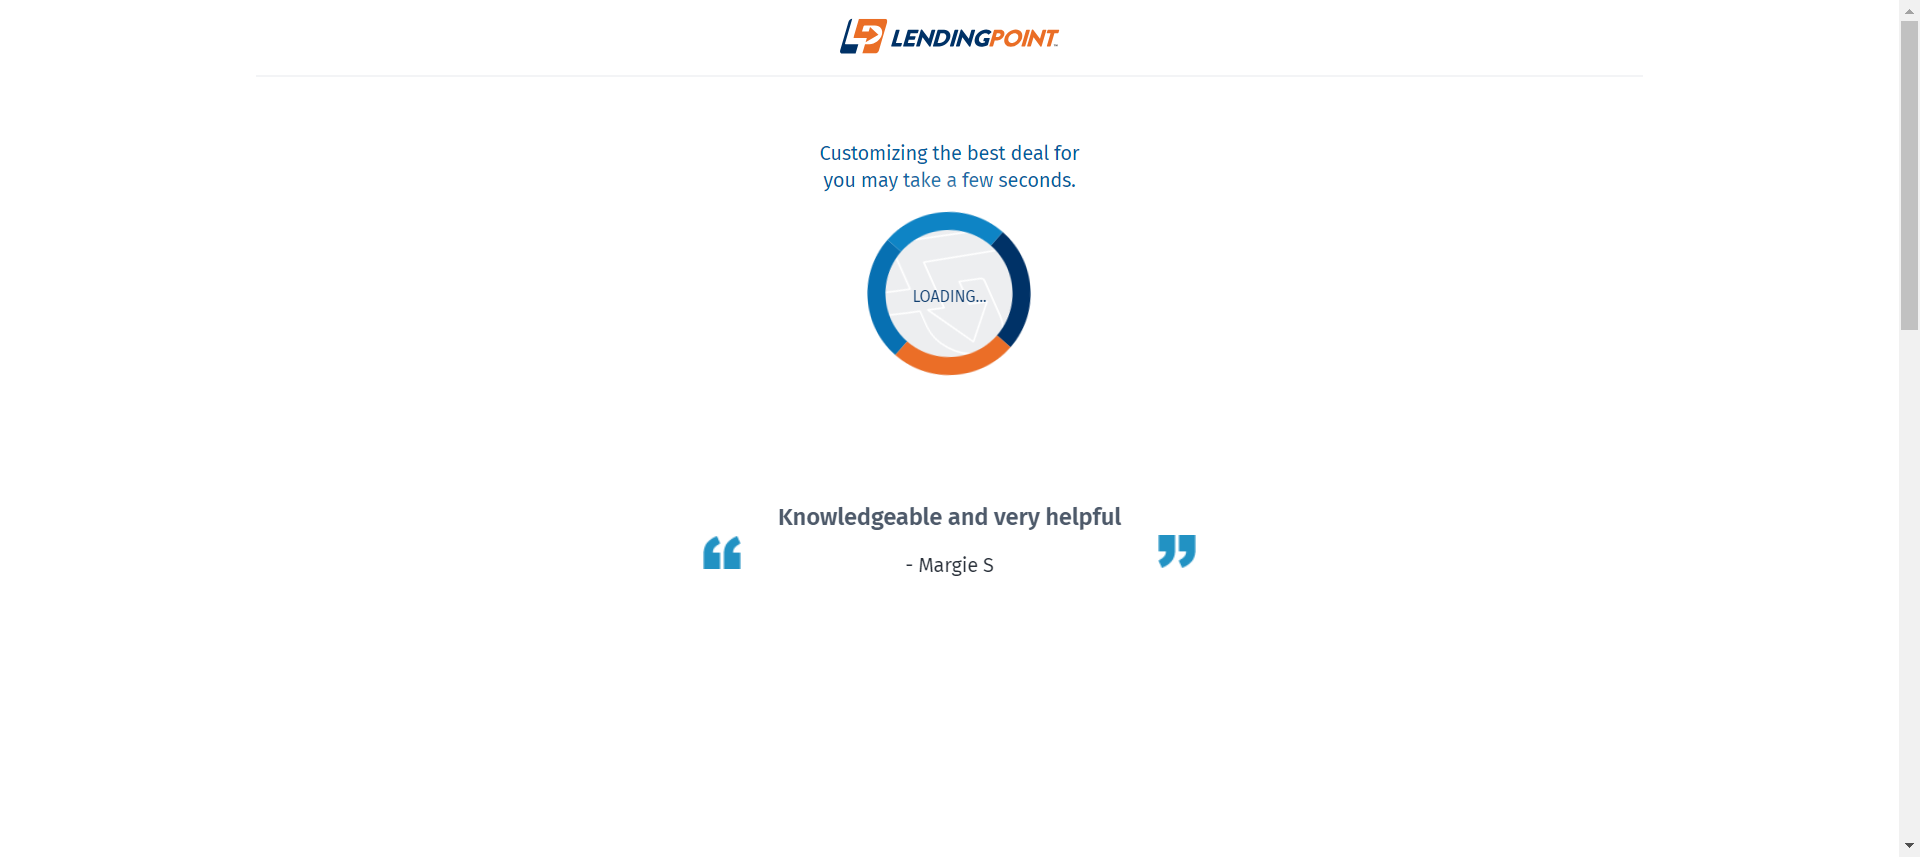 LENDINGPOINT
Customizing the best deal for
you may take a few seconds.
LOADING...
Knowledgeable and very helpful
- Margie S